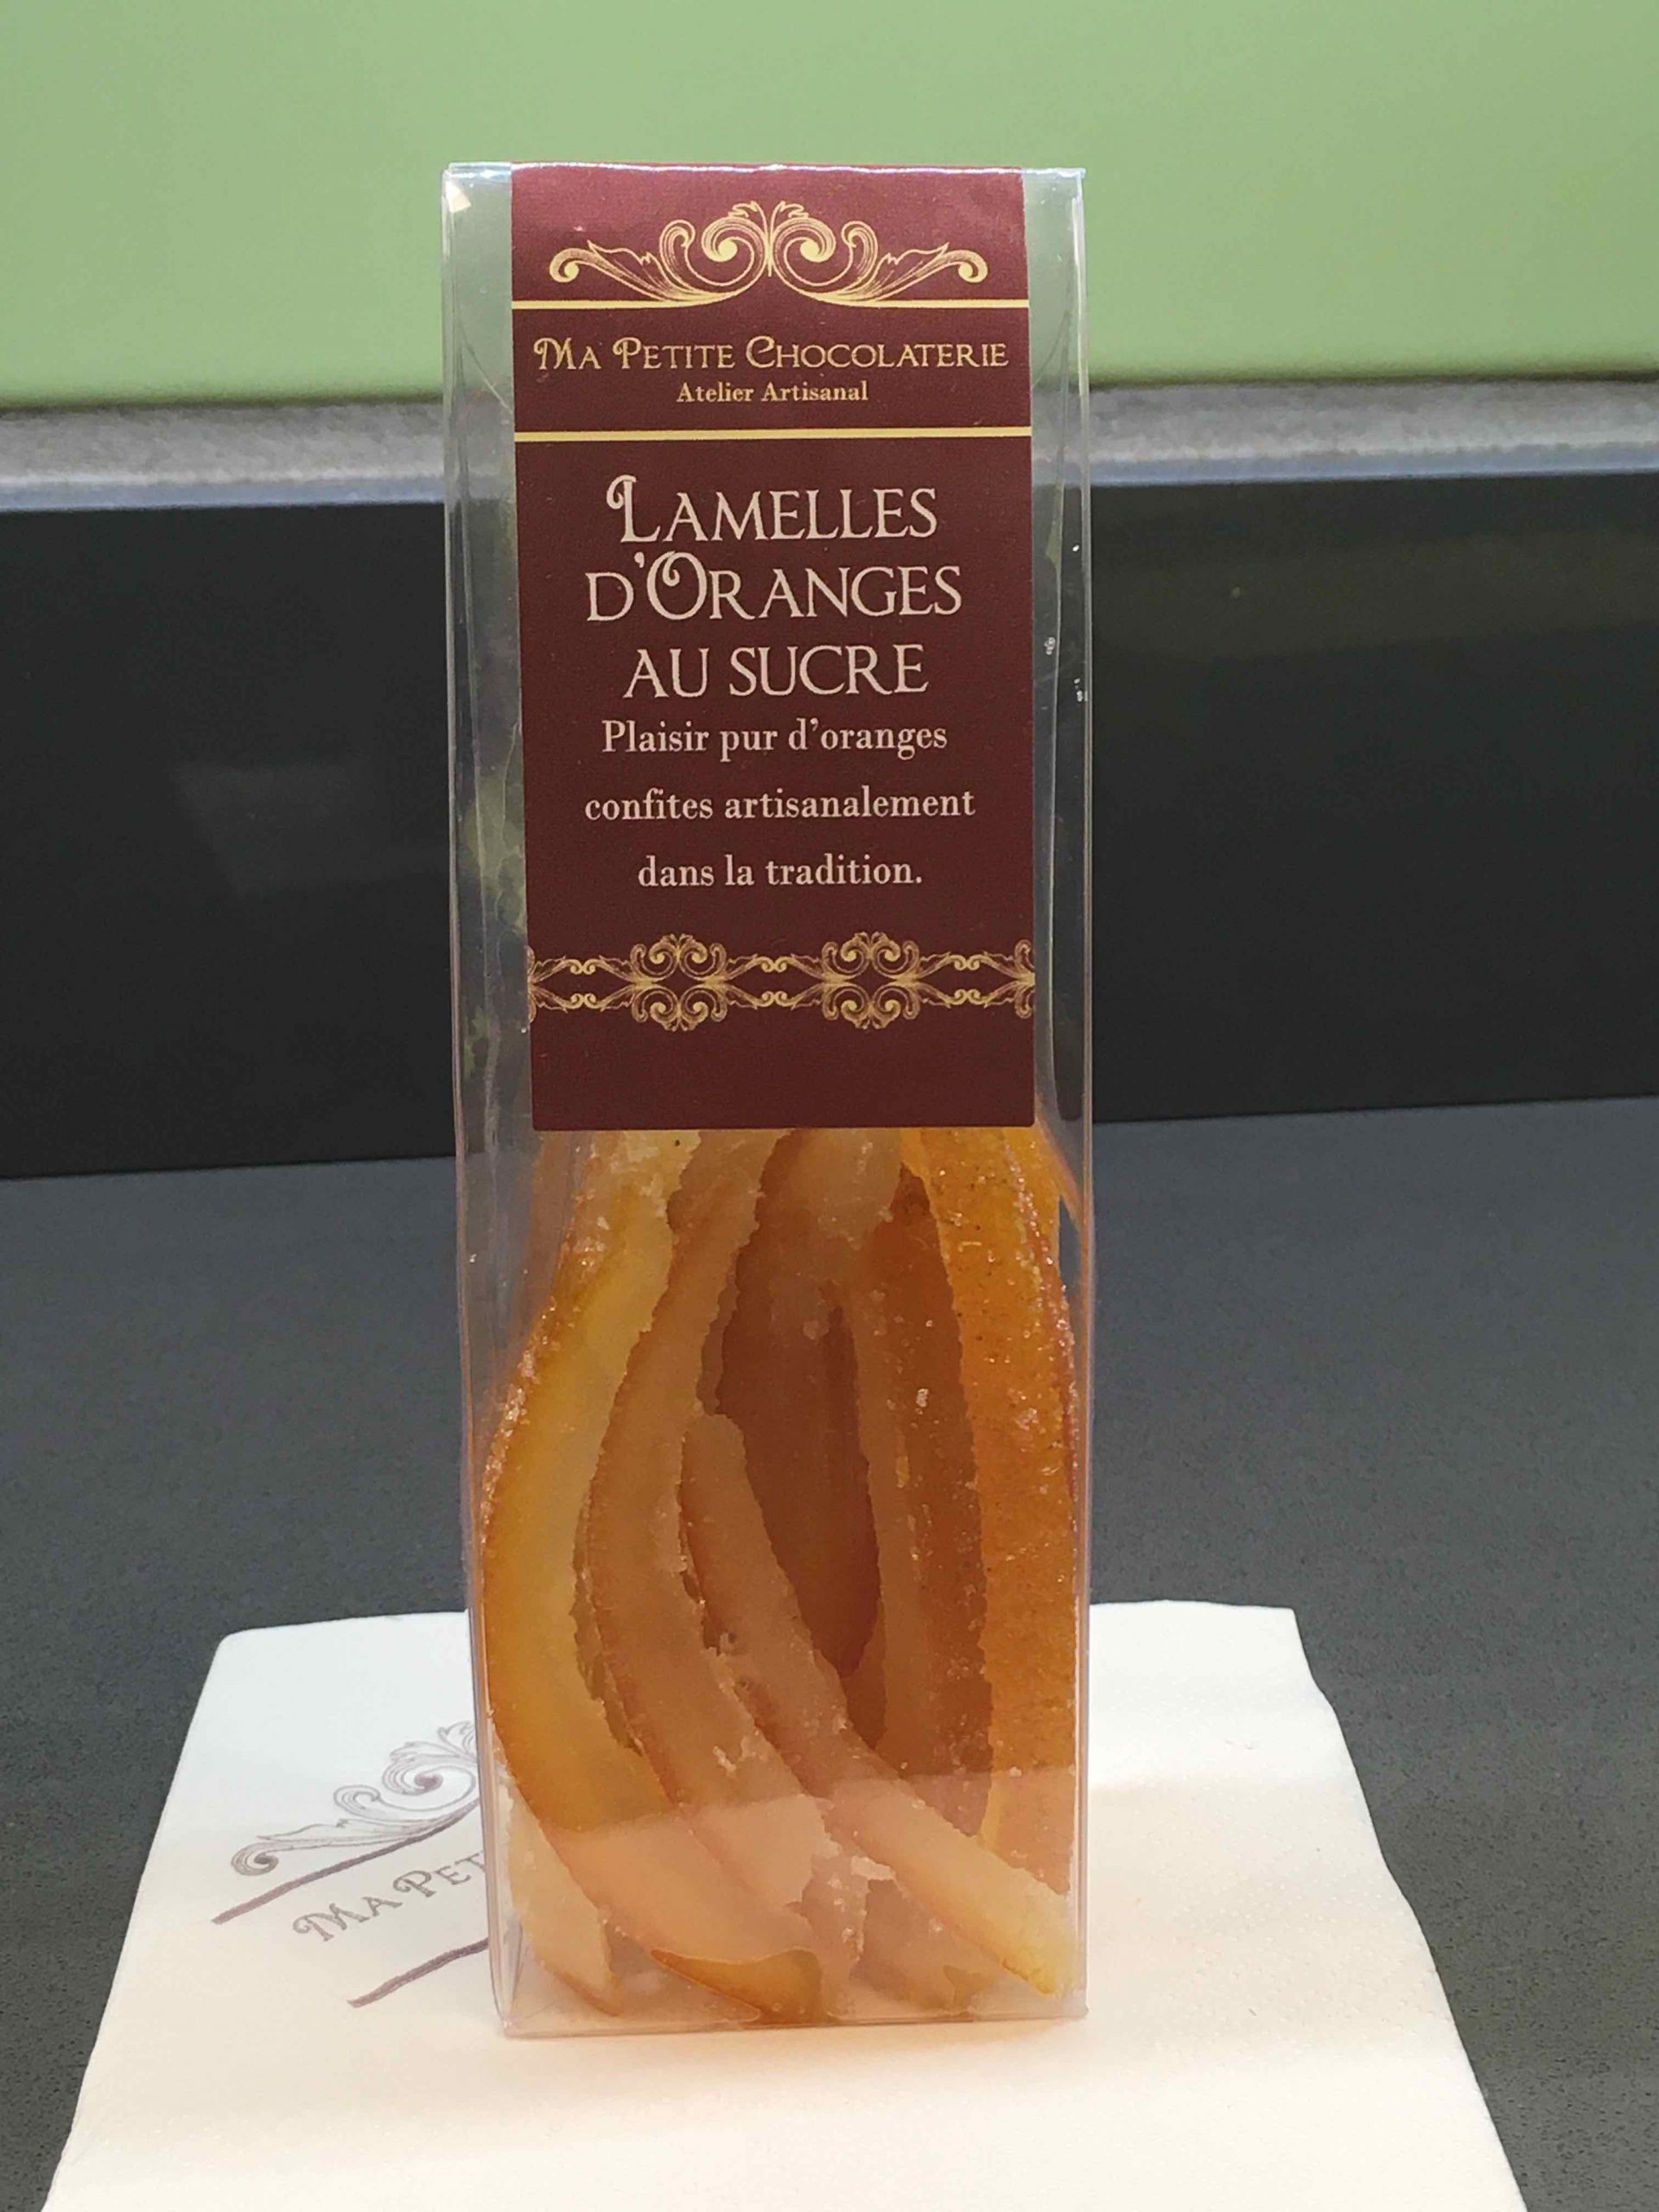 Ma Petite Chocolaterie
Atelier Artisanal
Lamelles
d'Oranges
au sucre
Plaisir pur d'oranges
confites artisanalement
dans la tradition.
Ma Pet